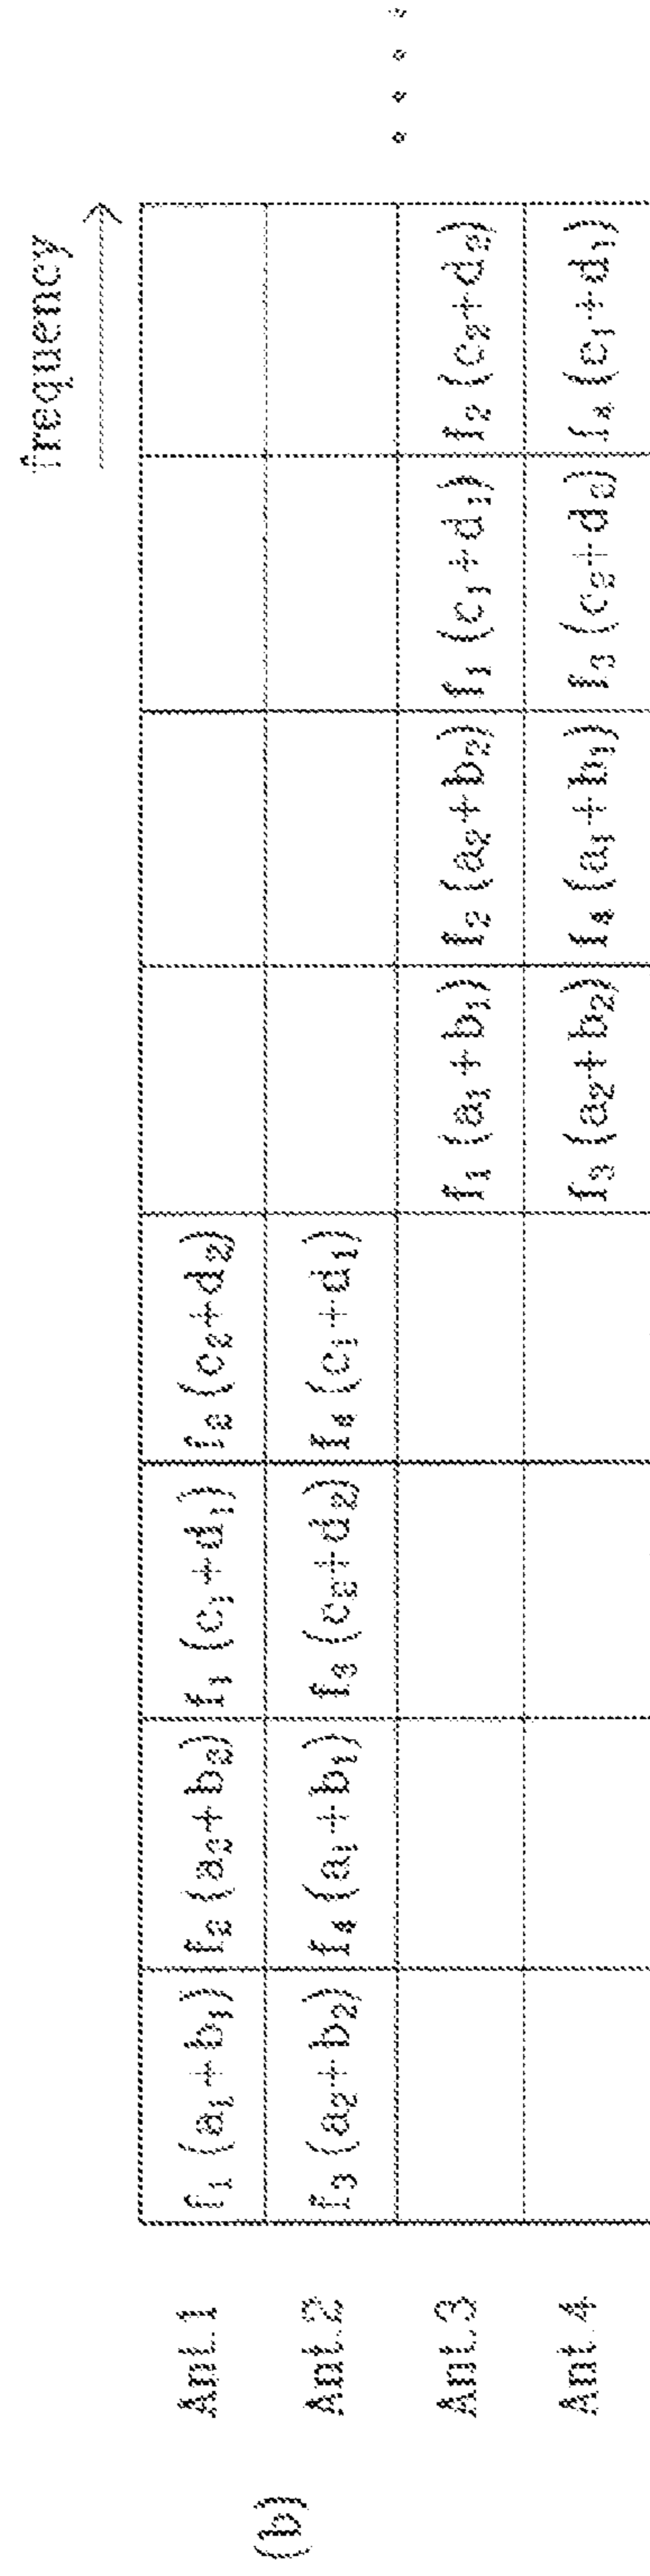 frequency
Ant.1 f₁(a₁+b₁) f₂(a₂+b₂) f₁(c₁+d₁) f₂(c₂+d₂)
Ant.2 f₃(a₂+b₂) f₄(a₁+b₁) f₃(c₂+d₂) f₄(c₁+d₁)
(b)
Ant.3 f₁(a₁+b₁) f₂(a₂+b₂) f₁(c₁+d₁) f₂(c₂+d₂)
Ant.4 f₃(a₂+b₂) f₄(a₁+b₁) f₃(c₂+d₂) f₄(c₁+d₁)